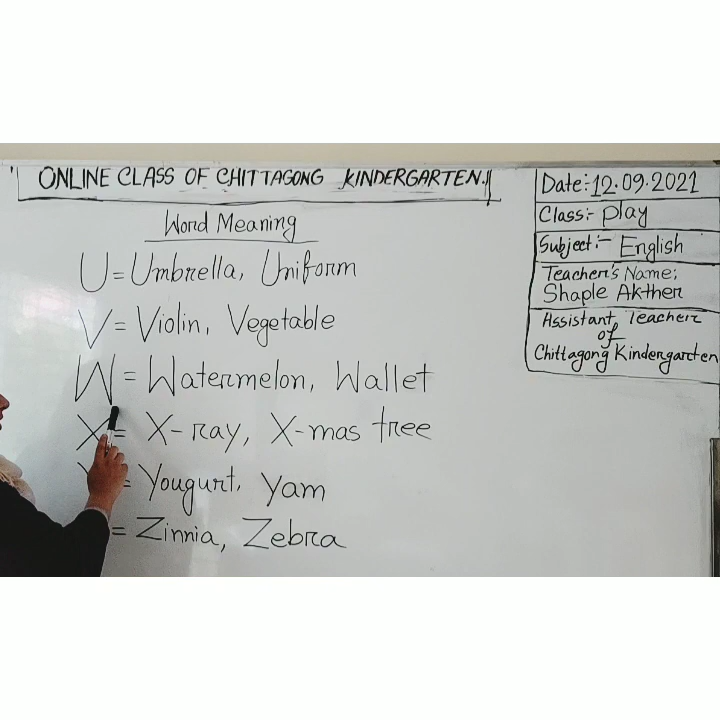 ONLINE CLASS OF CHITTAGONG KINDERGARTEN.
Word Meaning
U = Umbrella, Uniform
V = Violin, Vegetable
W = Watermelon, Wallet
X = X-ray, X-mas tree
= Yougurt, Yam
= Zinnia, Zebra
Date:- 12.09.2021
Class:- Play
Subject:- English
Teacher's Name:
Shaple Akther
Assistant Teacher
of
Chittagong Kindergarten